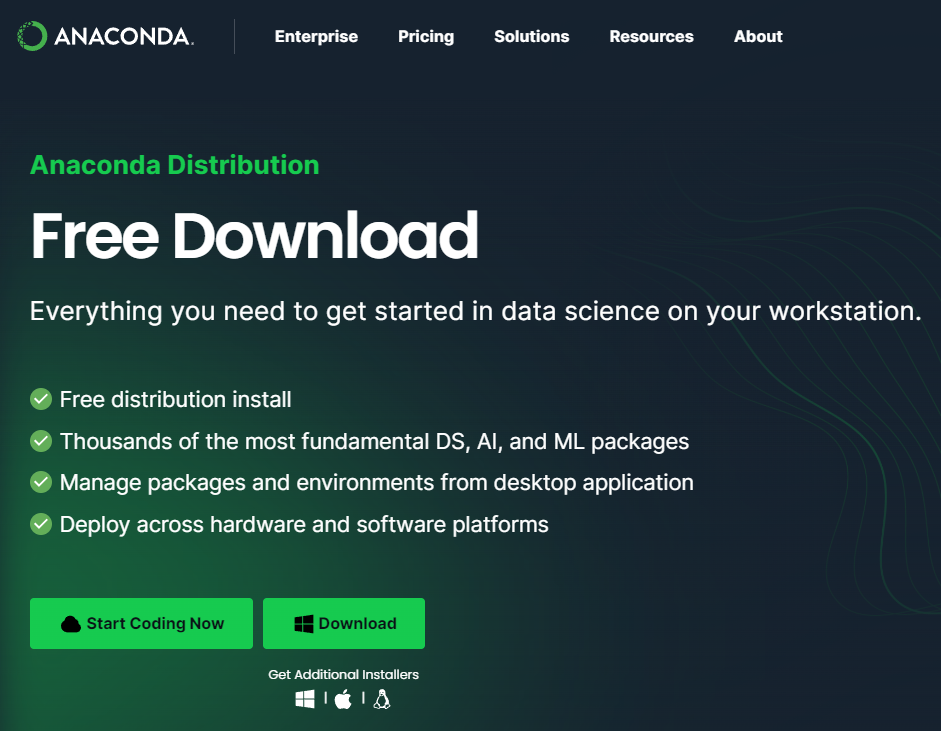 ANACONDA.
Enterprise
Pricing
Solutions
Resources
About
Anaconda Distribution
Free Download
Everything you need to get started in data science on your workstation.
Free distribution install
Thousands of the most fundamental DS, AI, and ML packages
Manage packages and environments from desktop application
Deploy across hardware and software platforms
Start Coding Now
Download
Get Additional Installers
| |